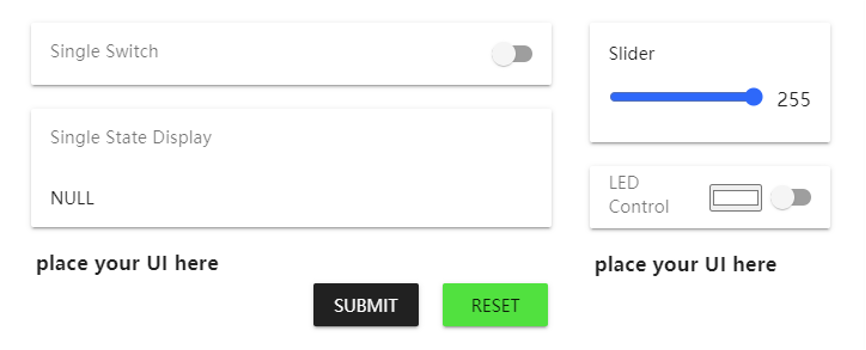 Single Switch
Single State Display
NULL
place your UI here
SUBMIT
RESET
Slider
255
LED
Control
place your UI here